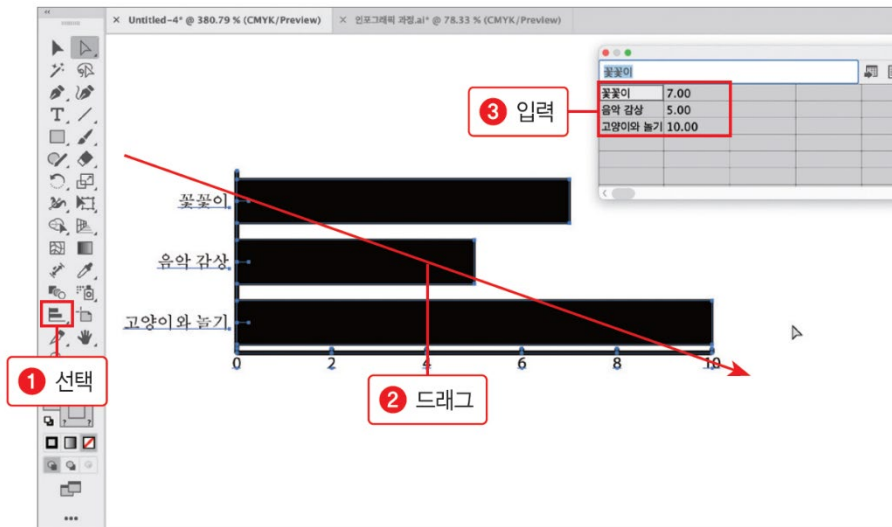 × Untitled-4* @ 380.79 % (CMYK/Preview) × 인포그래픽 과정.ai* @ 78.33 % (CMYK/Preview)
꽃꽂이
꽃꽂이 7.00
음악 감상 5.00
고양이와 놀기 10.00
3 입력
꽃꽂이
음악 감상
고양이와 놀기
0 2 4 6 8 10
1 선택
2 드래그